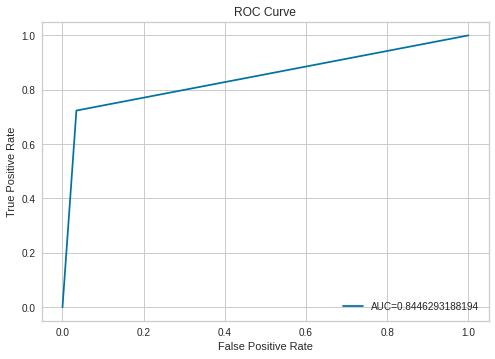 ROC Curve
1.0
0.8
0.6
0.4
0.2
0.0
True Positive Rate
AUC=0.8446293188194
0.0 0.2 0.4 0.6 0.8 1.0
False Positive Rate